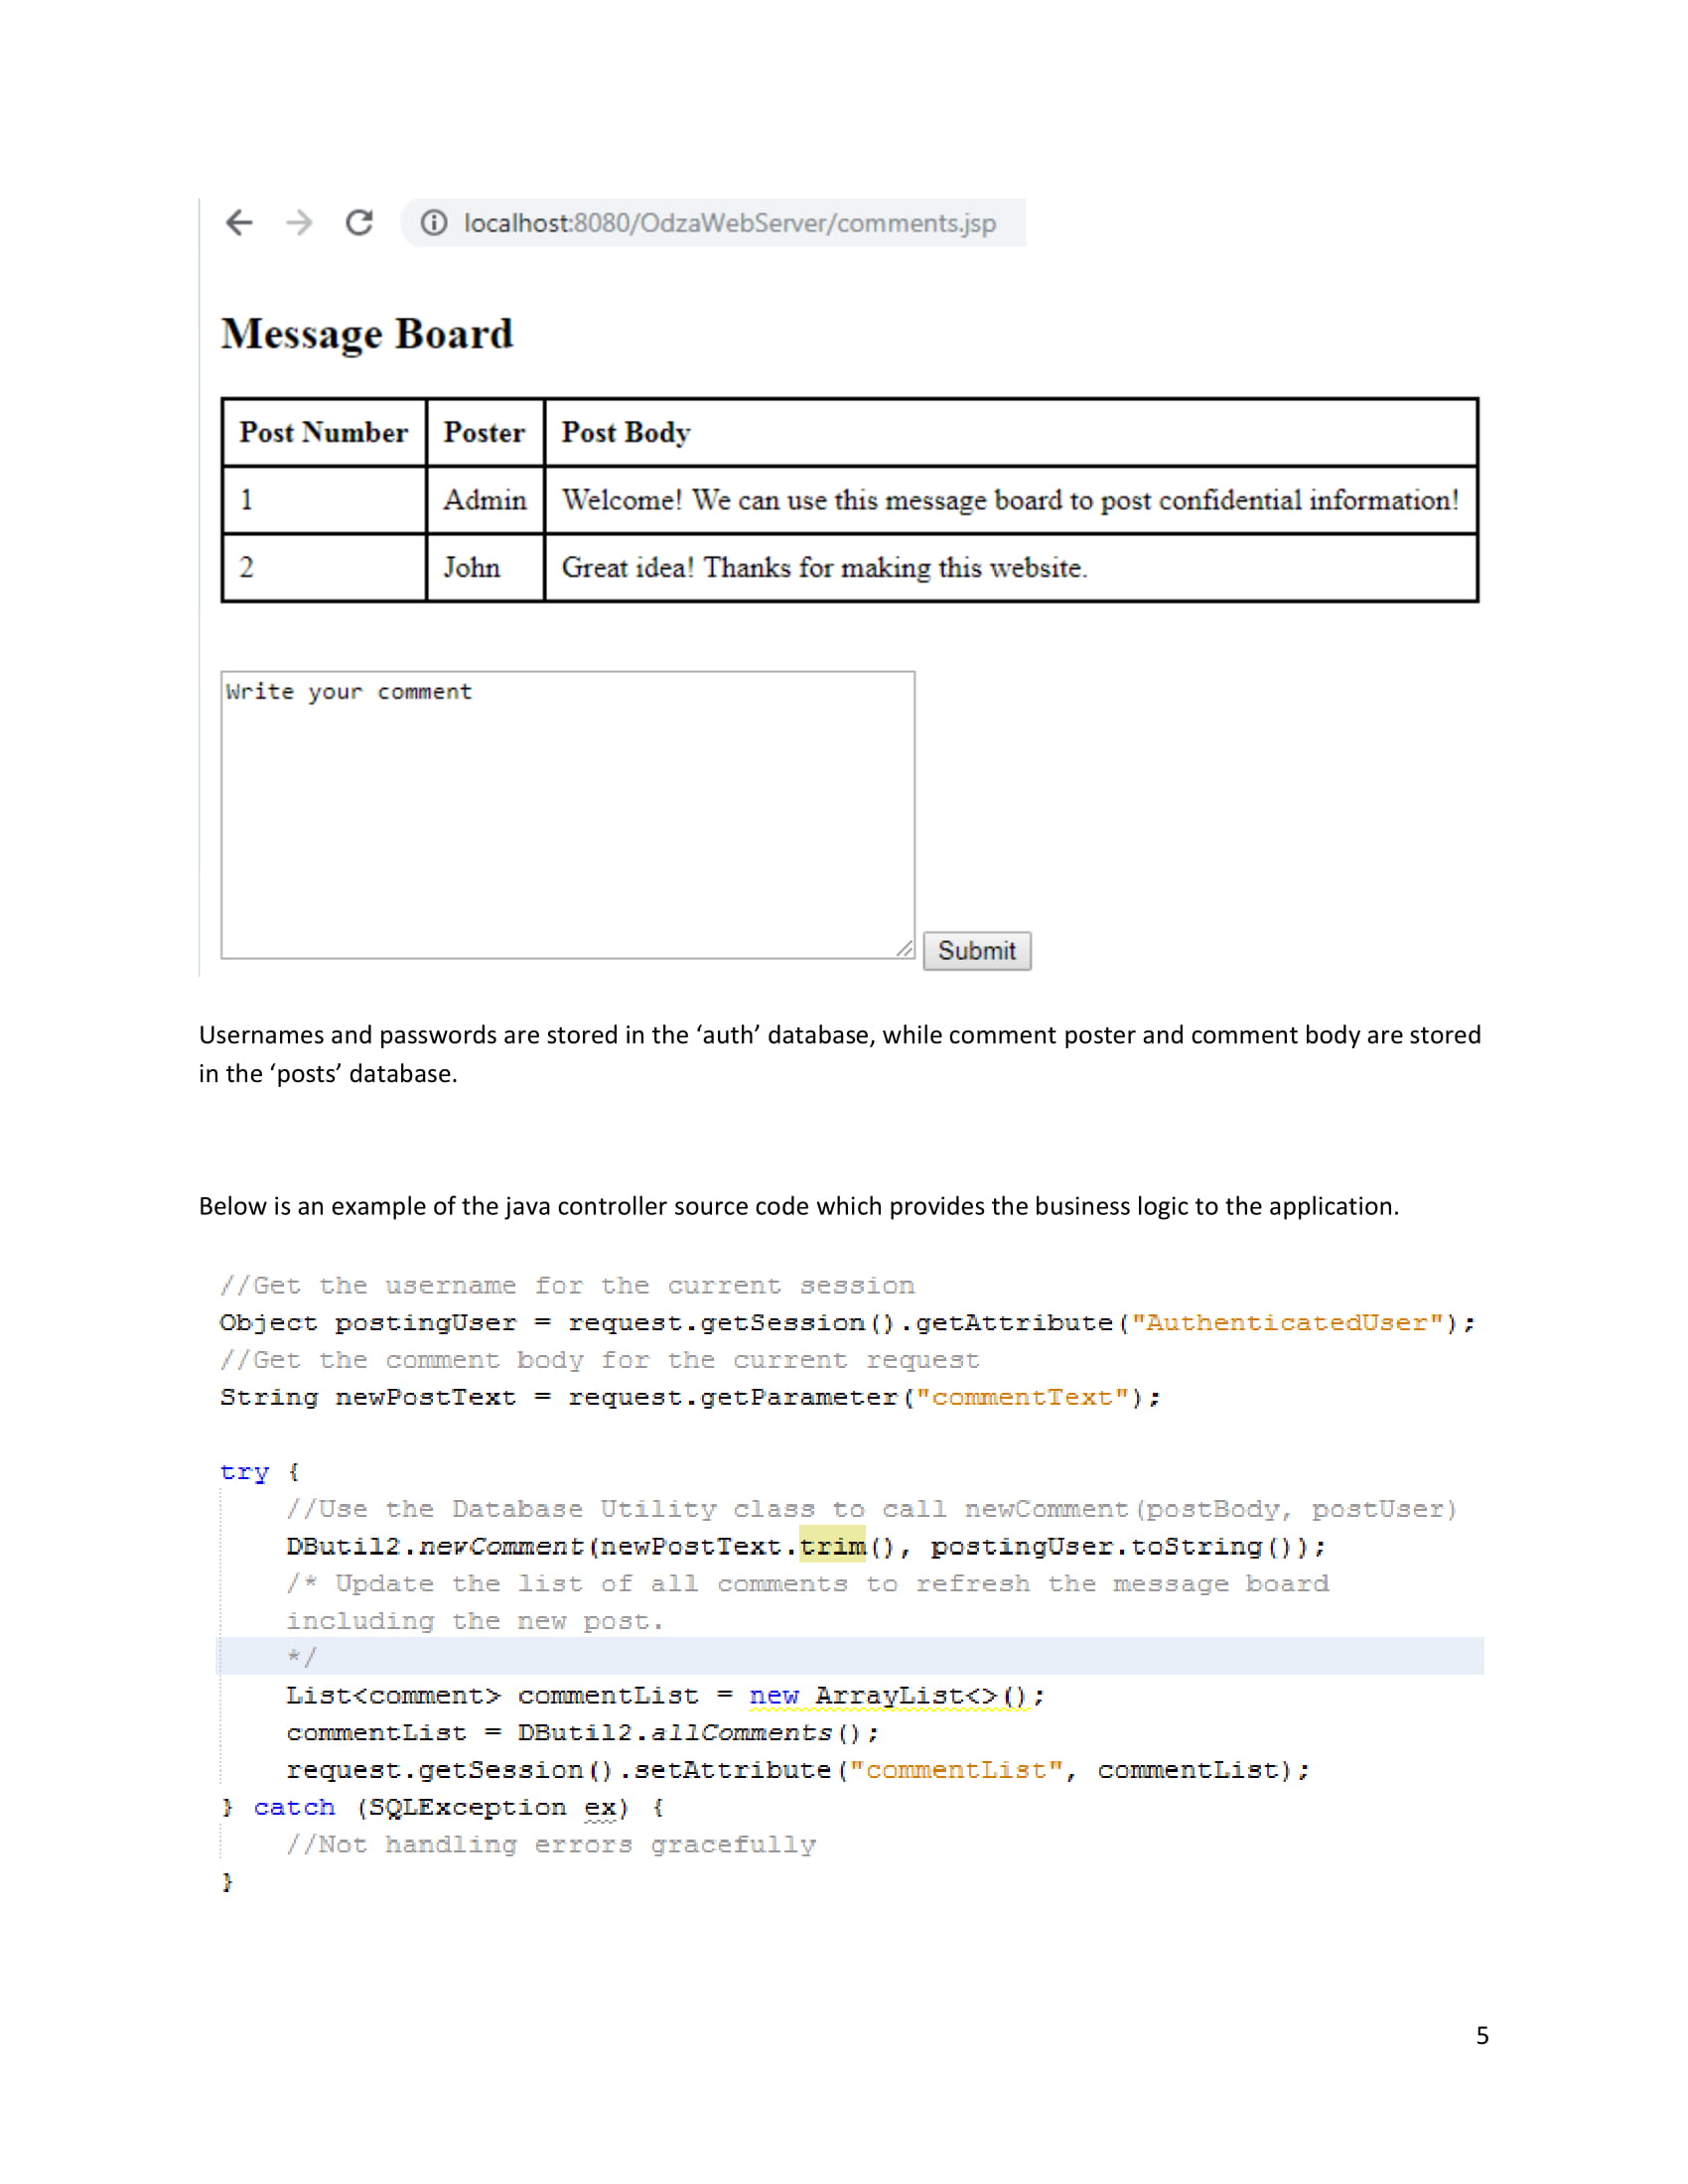 localhost:8080/OdzaWebServer/comments.jsp
Message Board
Post Number Poster Post Body
1 Admin Welcome! We can use this message board to post confidential information!
2 John Great idea! Thanks for making this website.
Write your comment
Submit
Usernames and passwords are stored in the ‘auth’ database, while comment poster and comment body are stored
in the ‘posts’ database.
Below is an example of the java controller source code which provides the business logic to the application.
//Get the username for the current session
Object postingUser = request.getSession().getAttribute("AuthenticatedUser");
//Get the comment body for the current request
String newPostText = request.getParameter("commentText");
try {
//Use the Database Utility class to call newComment(postBody, postUser)
DButil2.newComment(newPostText.trim(), postingUser.toString());
/* Update the list of all comments to refresh the message board
including the new post.
*/
List<comment> commentList = new ArrayList<>();
commentList = DButil2.allComments();
request.getSession().setAttribute("commentList", commentList);
} catch (SQLException ex) {
//Not handling errors gracefully
}
5